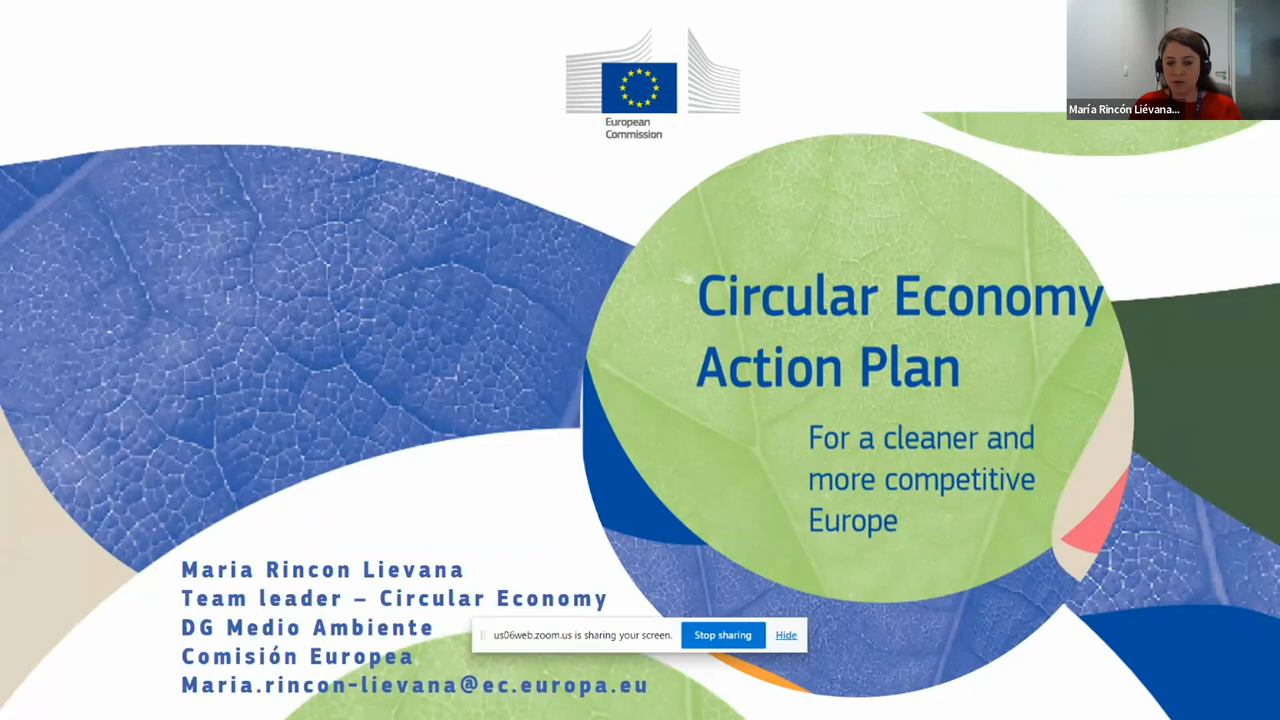 European
Commission
María Rincón Liévana...
Circular Economy
Action Plan
For a cleaner and
more competitive
Europe
Maria Rincon Lievana
Team leader – Circular Economy
DG Medio Ambiente
Comisión Europea
Maria.rincon-lievana@ec.europa.eu
us06web.zoom.us is sharing your screen. Stop sharing Hide